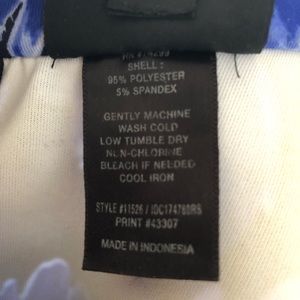 SHELL :
95% POLYESTER
5% SPANDEX
GENTLY MACHINE
WASH COLD
LOW TUMBLE DRY
NON-CHLORINE
BLEACH IF NEEDED
COOL IRON
STYLE #11526 / IDC174760RS
PRINT #43307
MADE IN INDONESIA